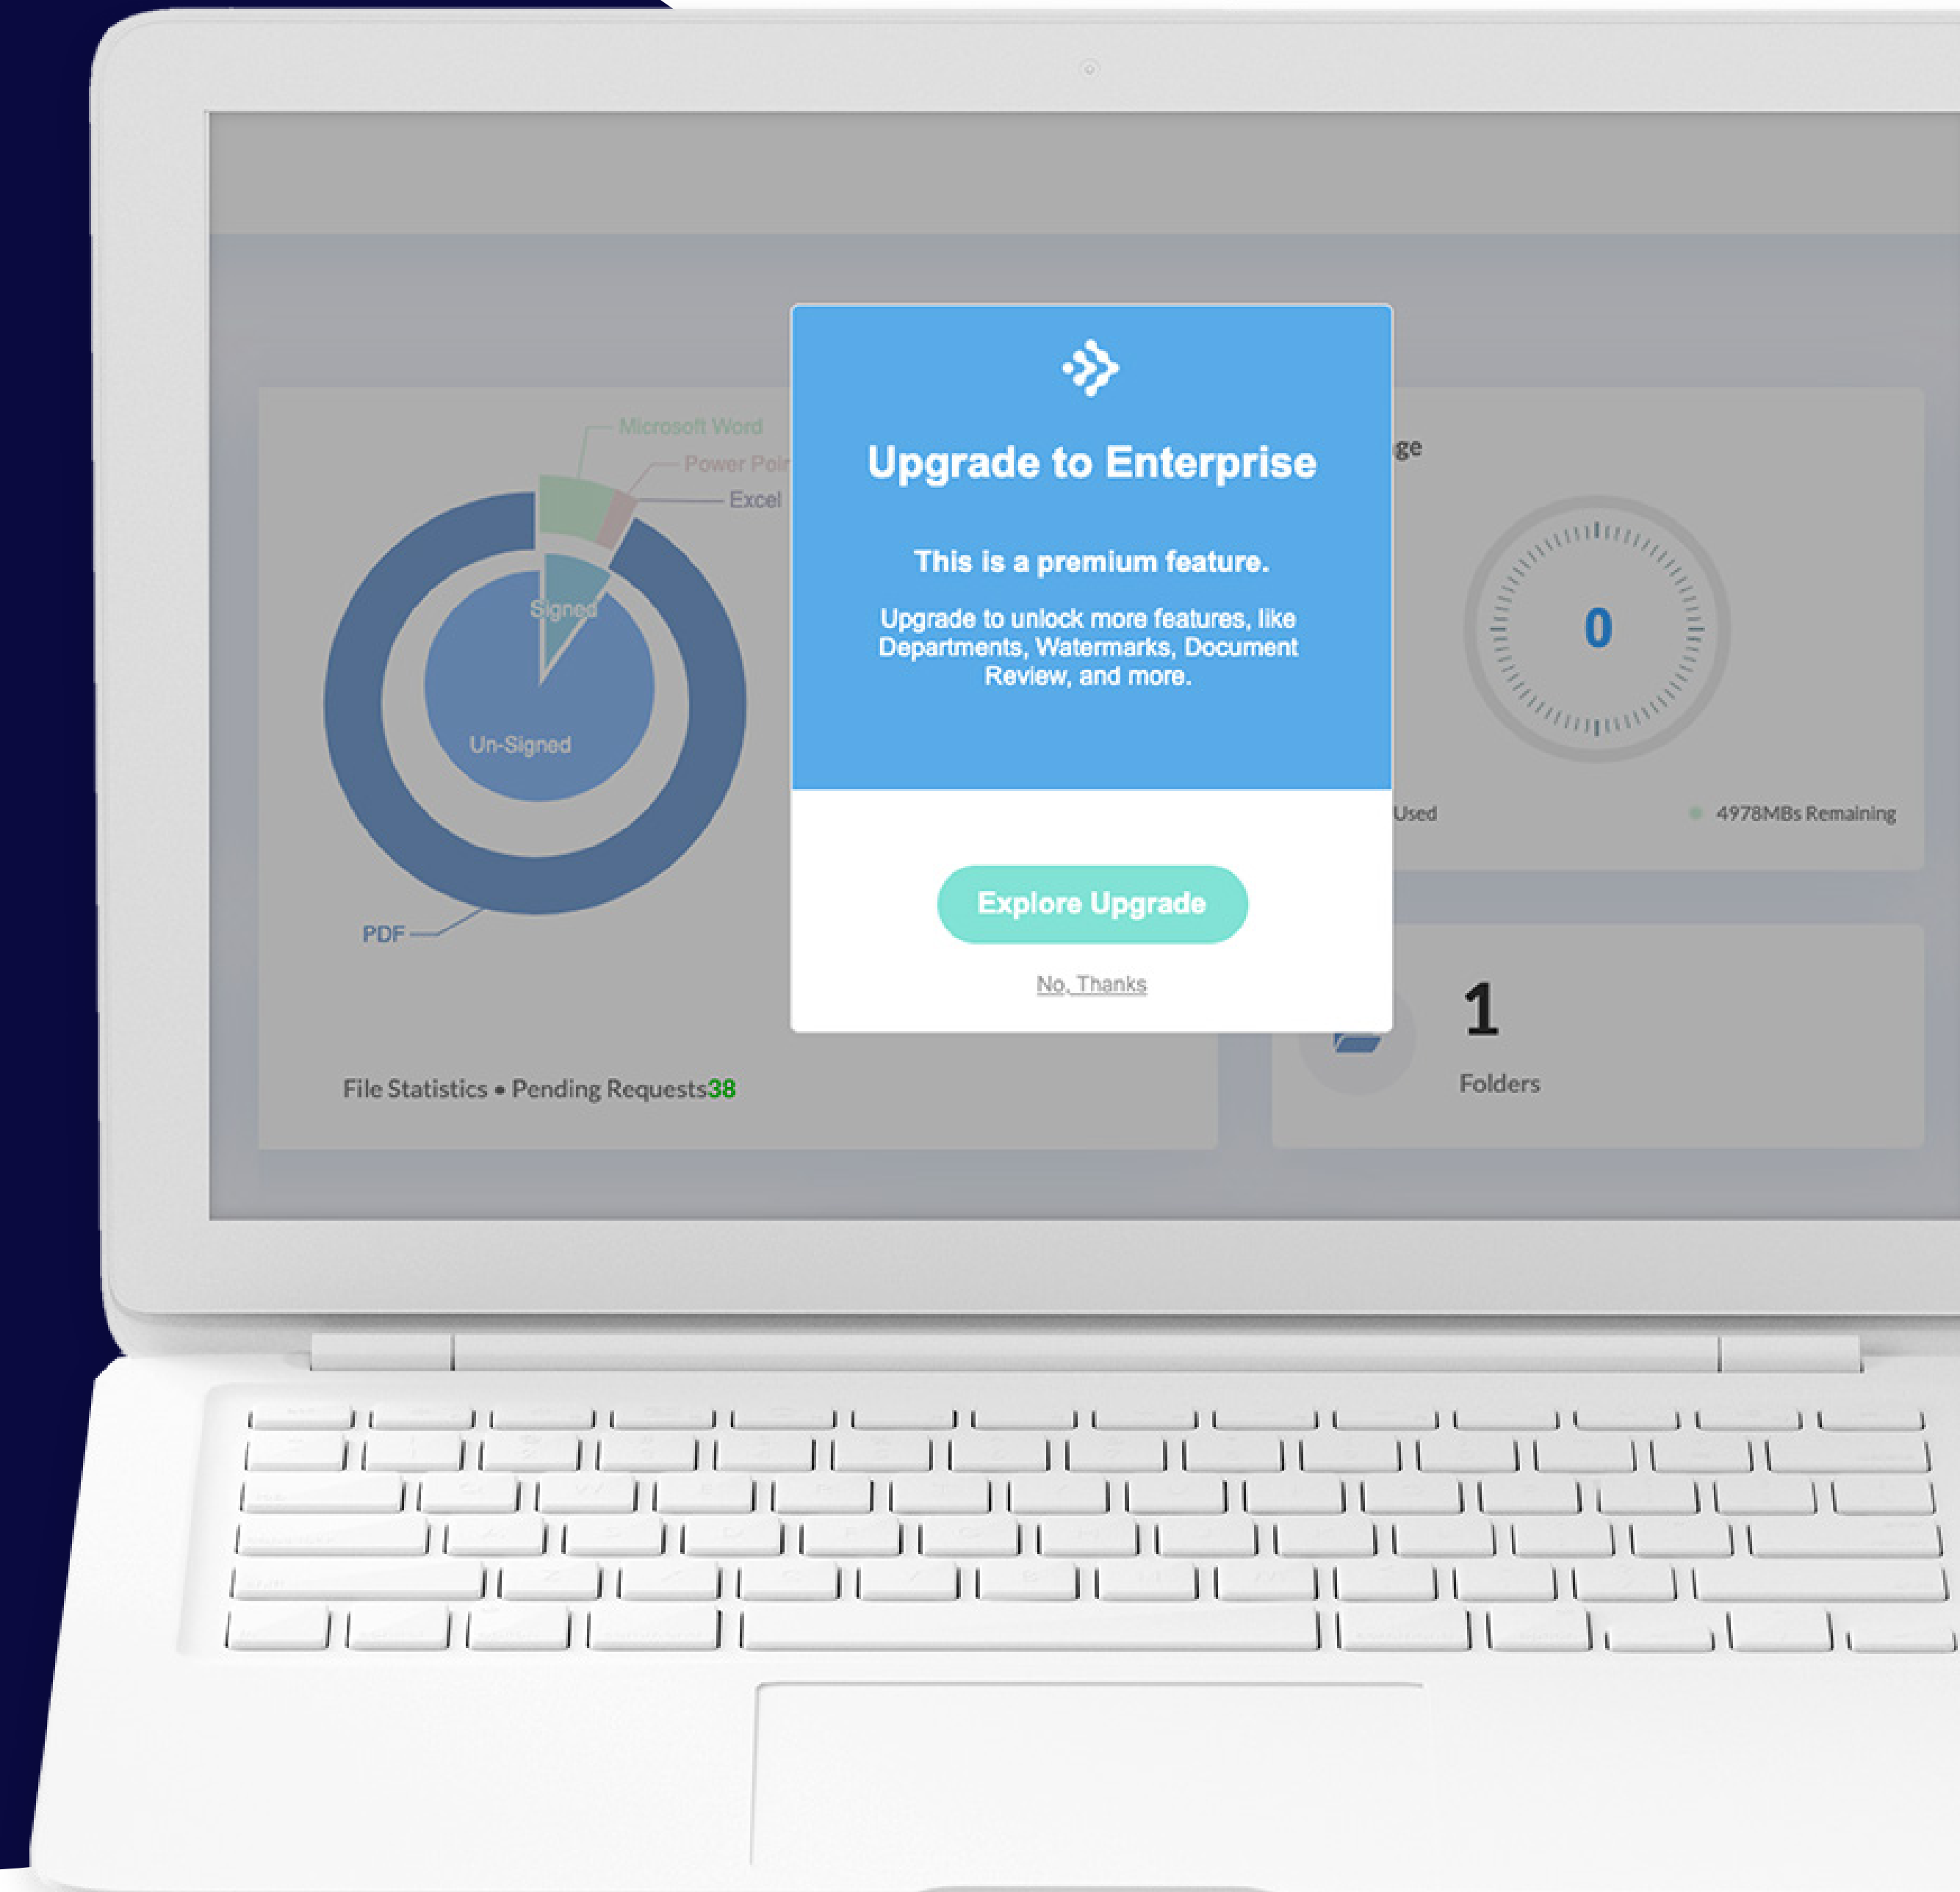 Microsoft Word
Power Poin
Excel
Signed
Un-Signed
PDF
File Statistics • Pending Requests38
Upgrade to Enterprise
This is a premium feature.
Upgrade to unlock more features, like
Departments, Watermarks, Document
Review, and more.
Explore Upgrade
No, Thanks
ge
0
Used
4978MBs Remaining
1
Folders